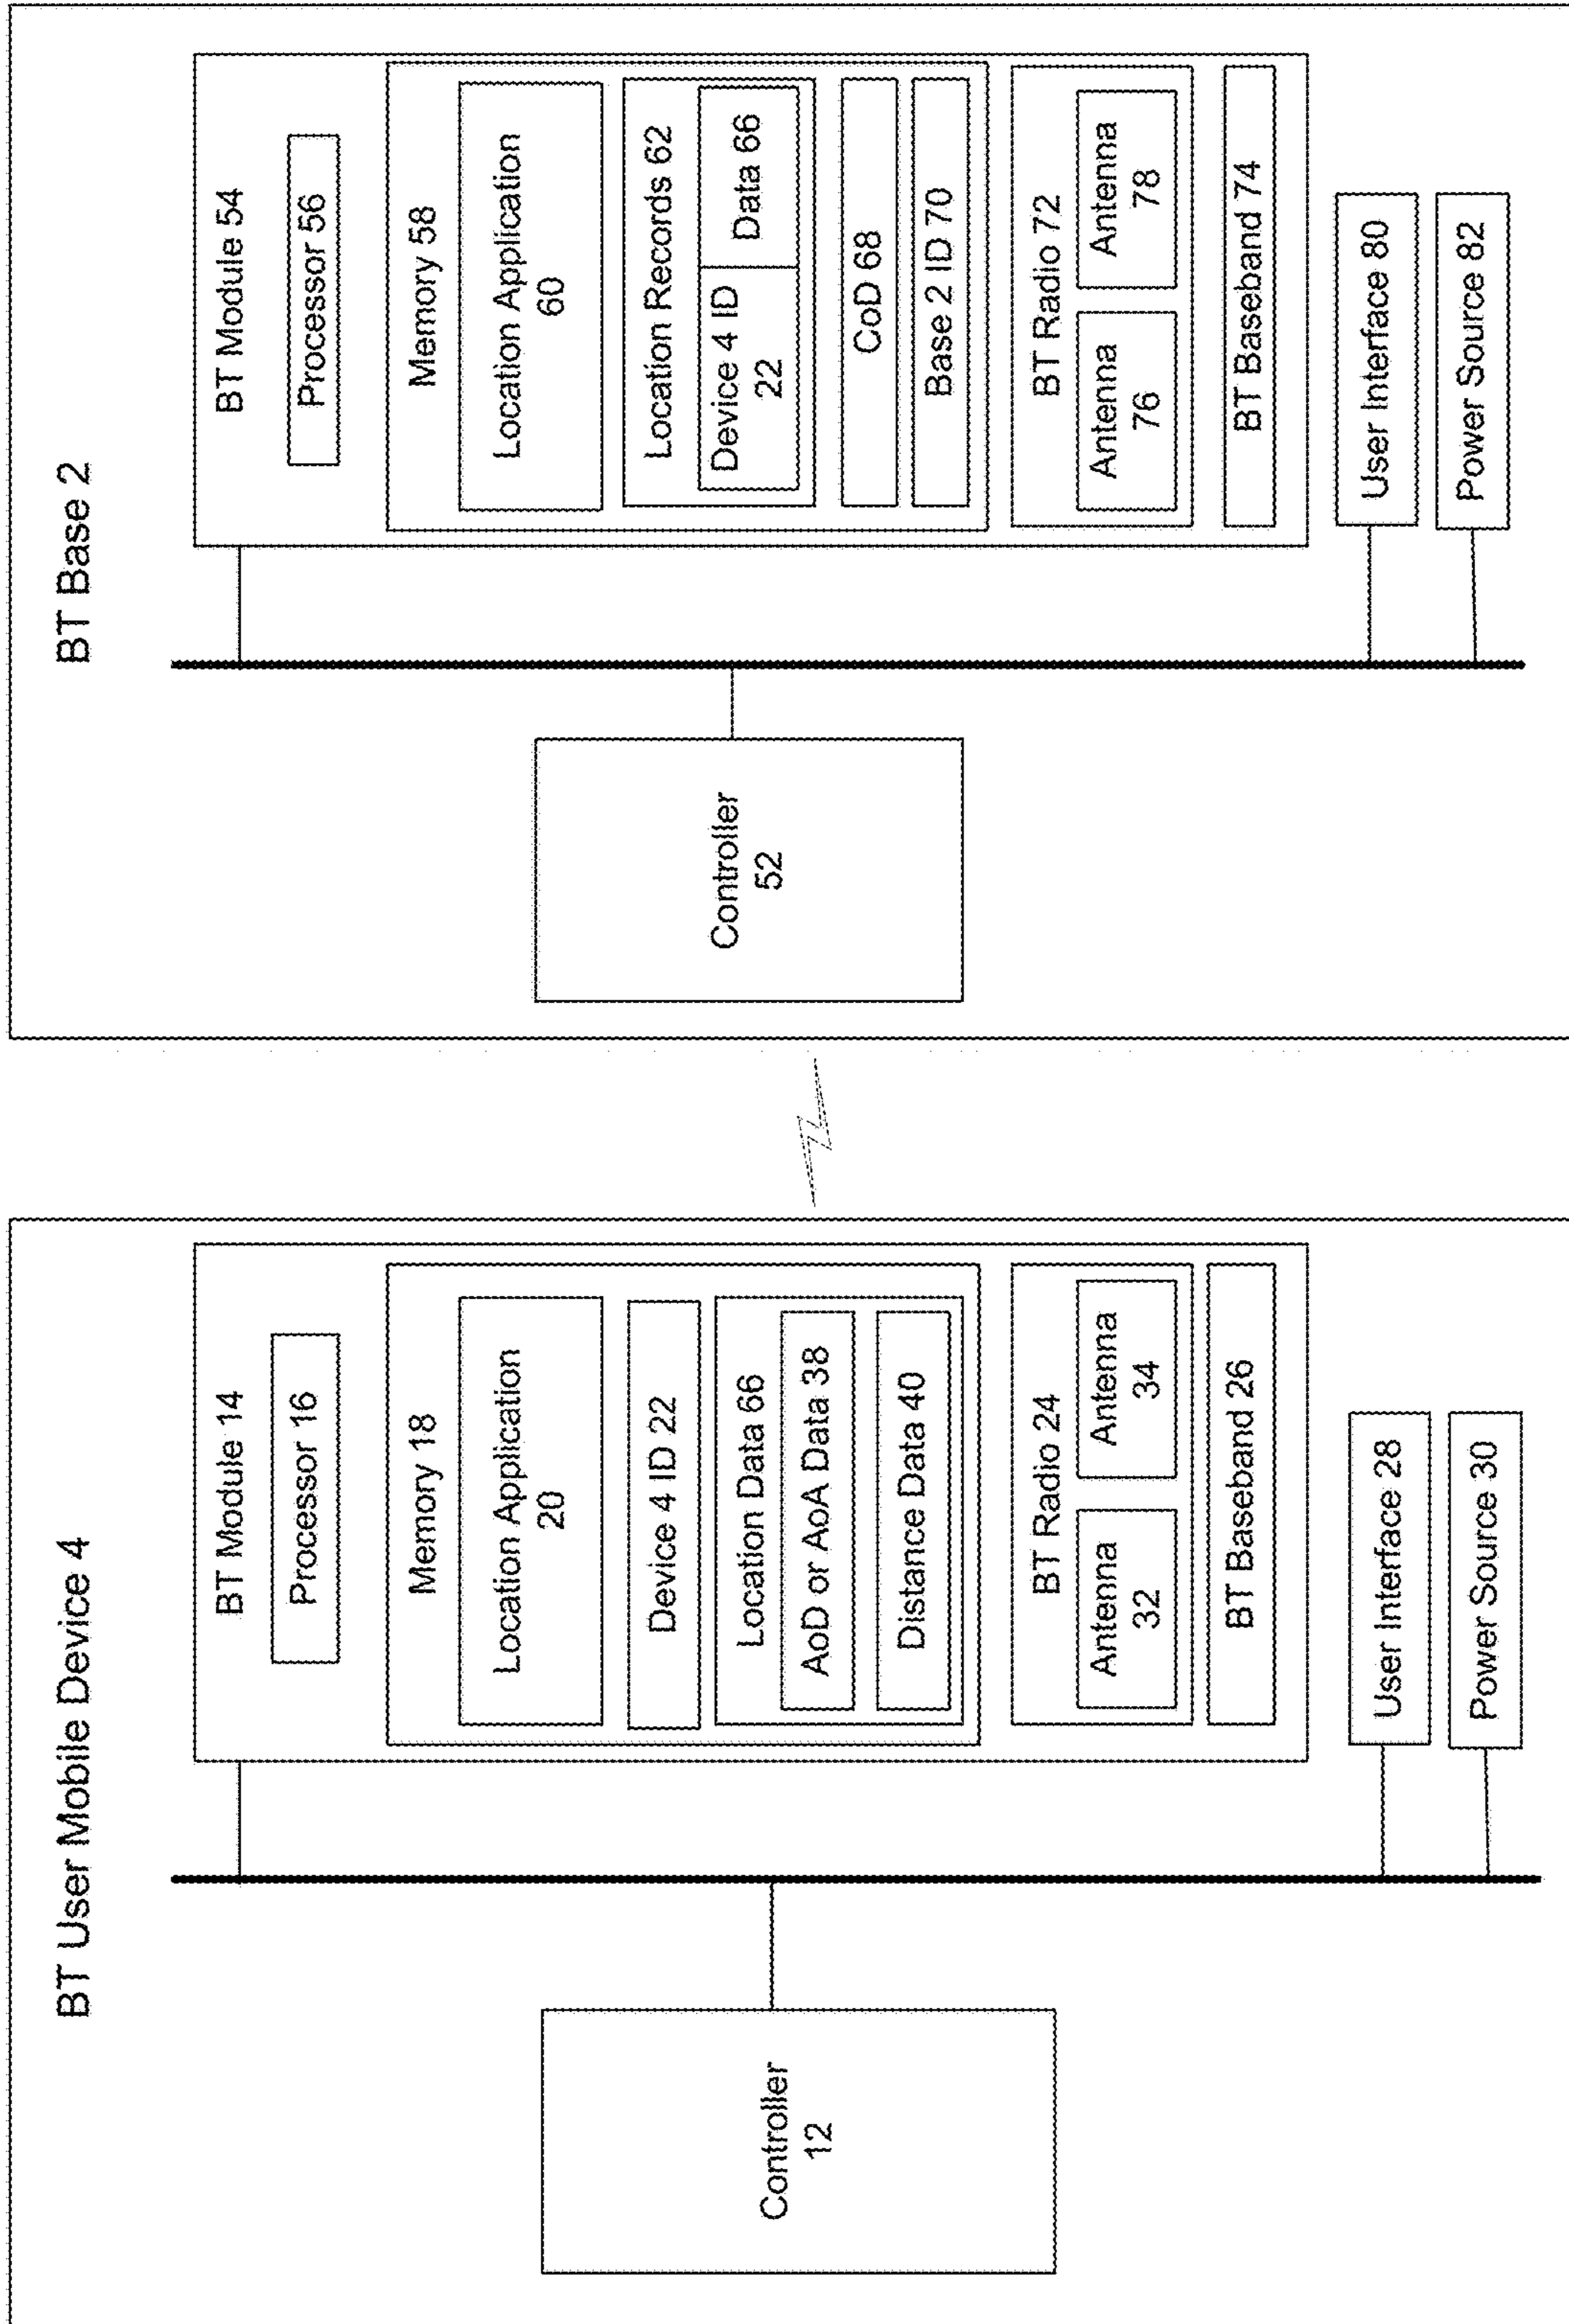 BT User Mobile Device 4
Controller
12
BT Module 14
Processor 16
Memory 18
Location Application
20
Device 4 ID 22
Location Data 66
AoD or AoA Data 38
Distance Data 40
BT Radio 24
Antenna
32
Antenna
34
BT Baseband 26
User Interface 28
Power Source 30
BT Base 2
Controller
52
BT Module 54
Processor 56
Memory 58
Location Application
60
Location Records 62
Device 4 ID
22
Data 66
CoD 68
Base 2 ID 70
BT Radio 72
Antenna
76
Antenna
78
BT Baseband 74
User Interface 80
Power Source 82